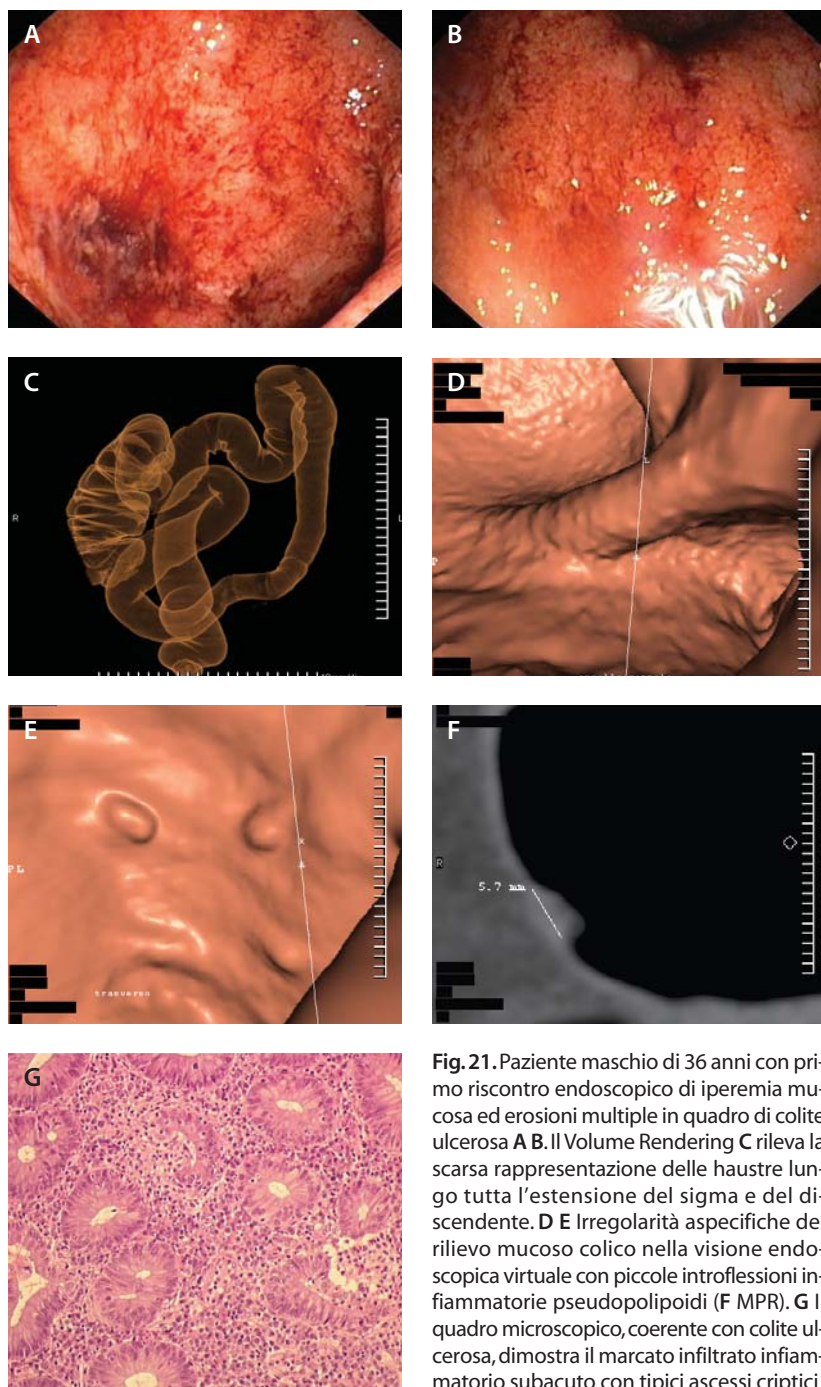 A
B
C
R
L
D
E
PL
x
A
transverso
F
R
5.7 mm
G
Fig. 21. Paziente maschio di 36 anni con pri-
mo riscontro endoscopico di iperemia mu-
cosa ed erosioni multiple in quadro di colite
ulcerosa A B. Il Volume Rendering C rileva la
scarsa rappresentazione delle haustre lun-
go tutta l'estensione del sigma e del di-
scendente. D E Irregolarità aspecifiche de
rilievo mucoso colico nella visione endo-
scopica virtuale con piccole introflessioni in-
fiammatorie pseudopolipoidi (F MPR). G I
quadro microscopico, coerente con colite ul-
cerosa, dimostra il marcato infiltrato infiam-
matorio subacuto con tipici ascessi criptici